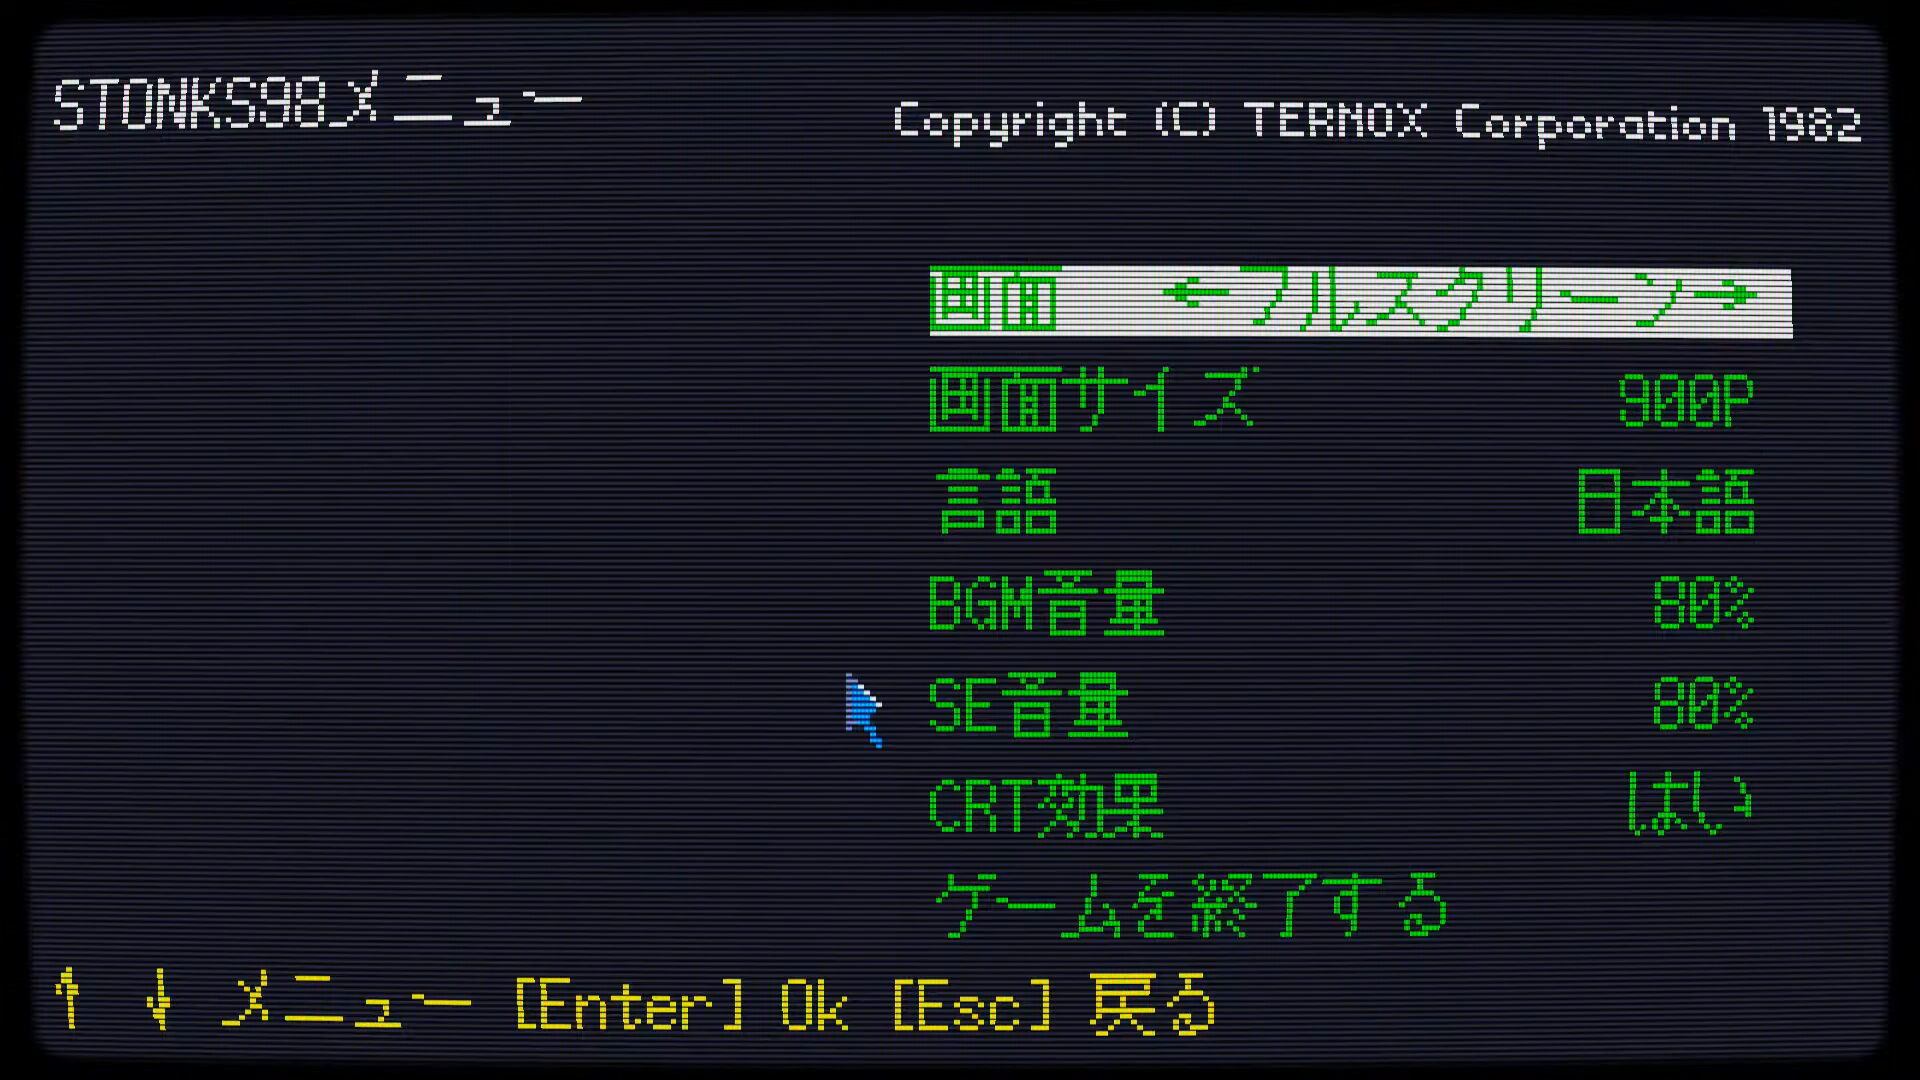 STONKS98メニュー
Copyright (C) TERNOX Corporation 1982
画面 ←フルスクリーン→
画面サイズ 900P
言語 日本語
BGM音量 80%
SE音量 80%
CRT効果 はい
ゲームを終了する
↑ ↓ メニュー [Enter] Ok [Esc] 戻る